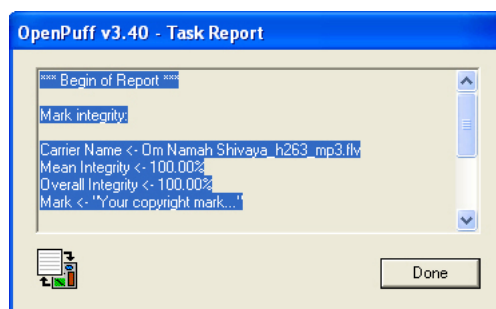 OpenPuff v3.40 - Task Report
*** Begin of Report ***
Mark integrity:
Carrier Name <- Om Namah Shivaya_h263_mp3.flv
Mean Integrity <- 100.00%
Overall Integrity <- 100.00%
Mark <- "Your copyright mark..."
Done